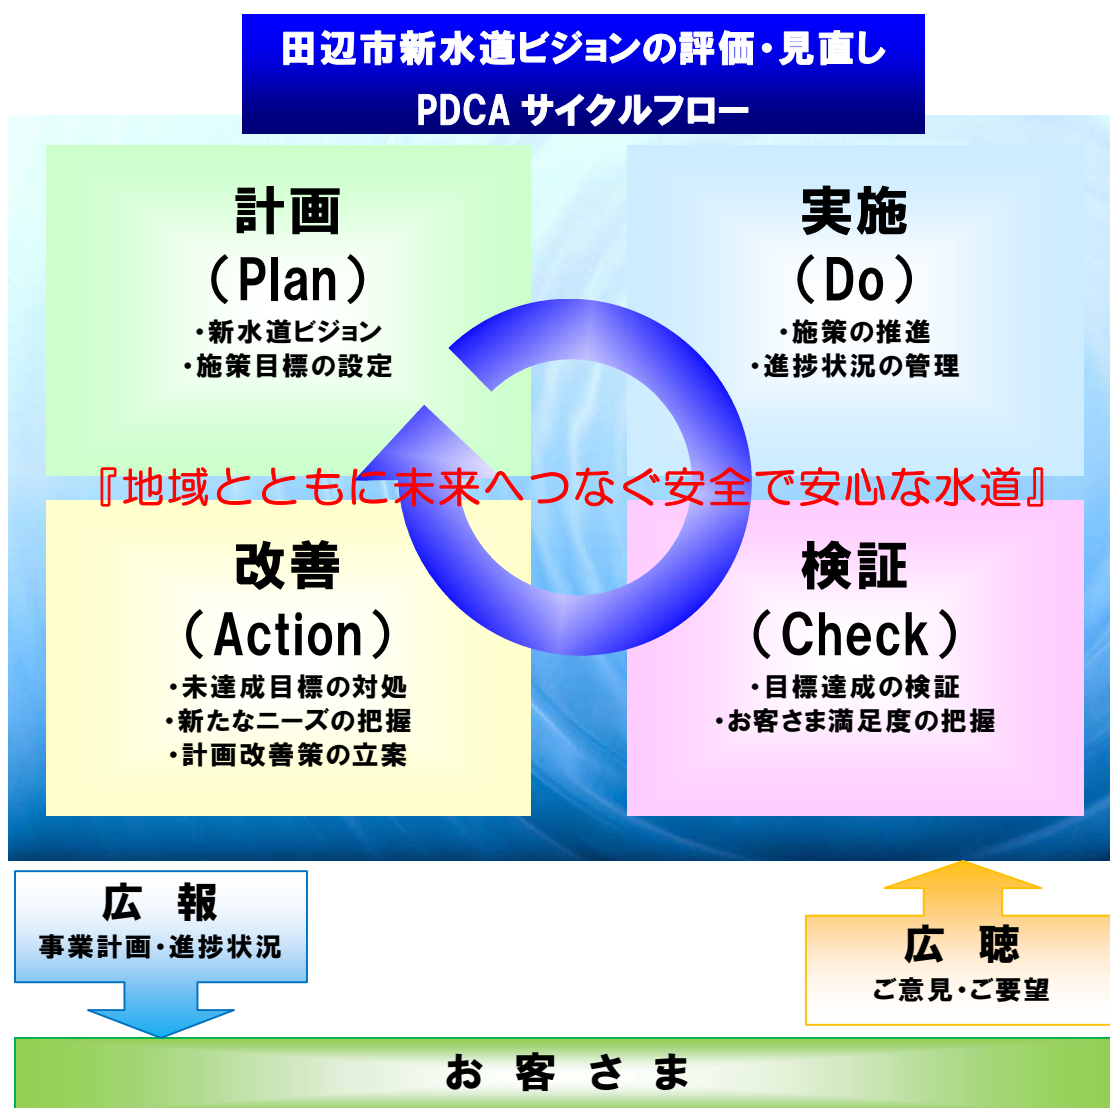 田辺市新水道ビジョンの評価・見直し
PDCA サイクルフロー
計画
（Plan）
・新水道ビジョン
・施策目標の設定
実施
（Do）
・施策の推進
・進捗状況の管理
『地域とともに未来へつなぐ安全で安心な水道』
改善
（Action）
・未達成目標の対処
・新たなニーズの把握
・計画改善策の立案
検証
（Check）
・目標達成の検証
・お客さま満足度の把握
広　報
事業計画・進捗状況
広　聴
ご意見・ご要望
お　客　さ　ま